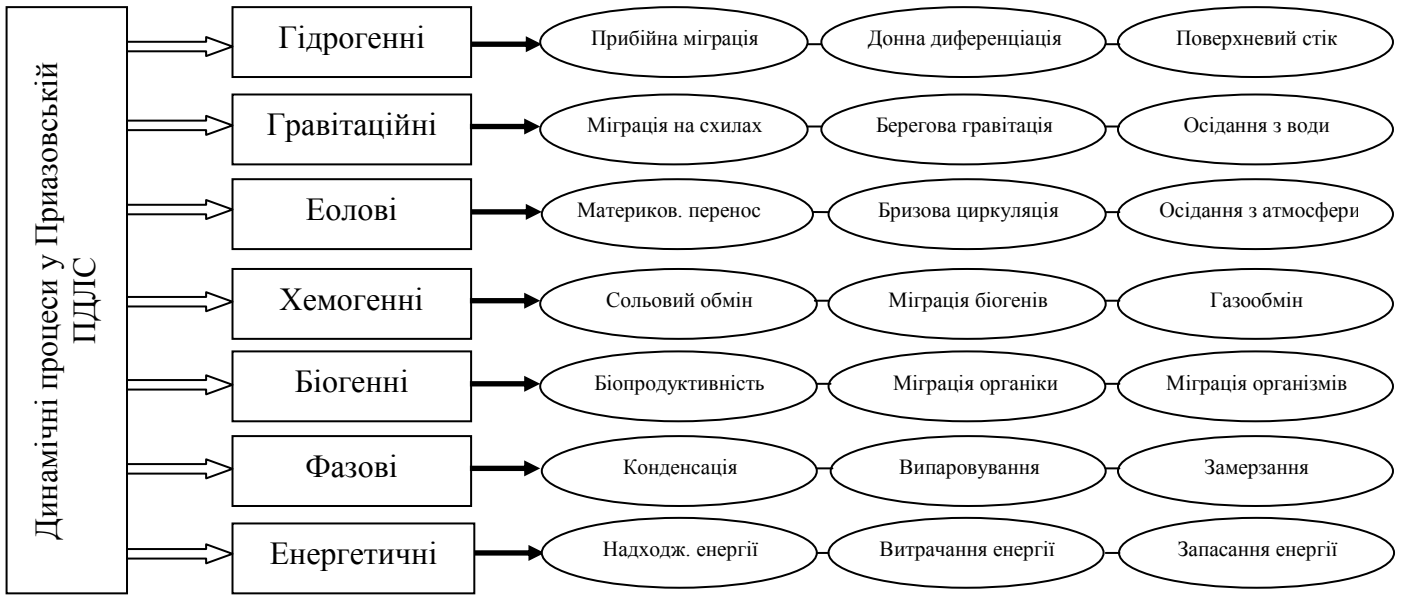 Динамічні процеси у Приазовській
ПДЛС
Гідрогенні
Прибійна міграція
Донна диференціація
Поверхневий стік
Гравітаційні
Міграція на схилах
Берегова гравітація
Осідання з води
Еолові
Материков. перенос
Бризова циркуляція
Осідання з атмосфери
Хемогенні
Сольовий обмін
Міграція біогенів
Газообмін
Біогенні
Біопродуктивність
Міграція органіки
Міграція організмів
Фазові
Конденсація
Випаровування
Замерзання
Енергетичні
Надходж. енергії
Витрачання енергії
Запасання енергії